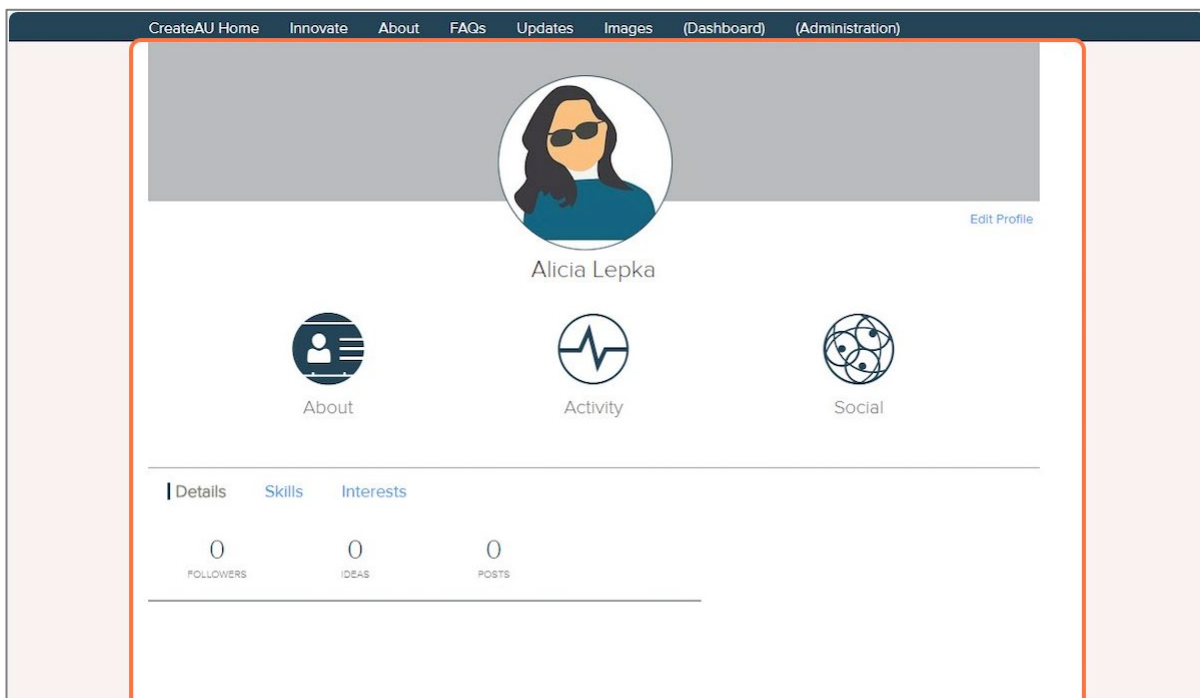 CreateAU Home Innovate About FAQs Updates Images (Dashboard) (Administration)
Edit Profile
Alicia Lepka
About Activity Social
Details Skills Interests
0 0 0
FOLLOWERS IDEAS POSTS